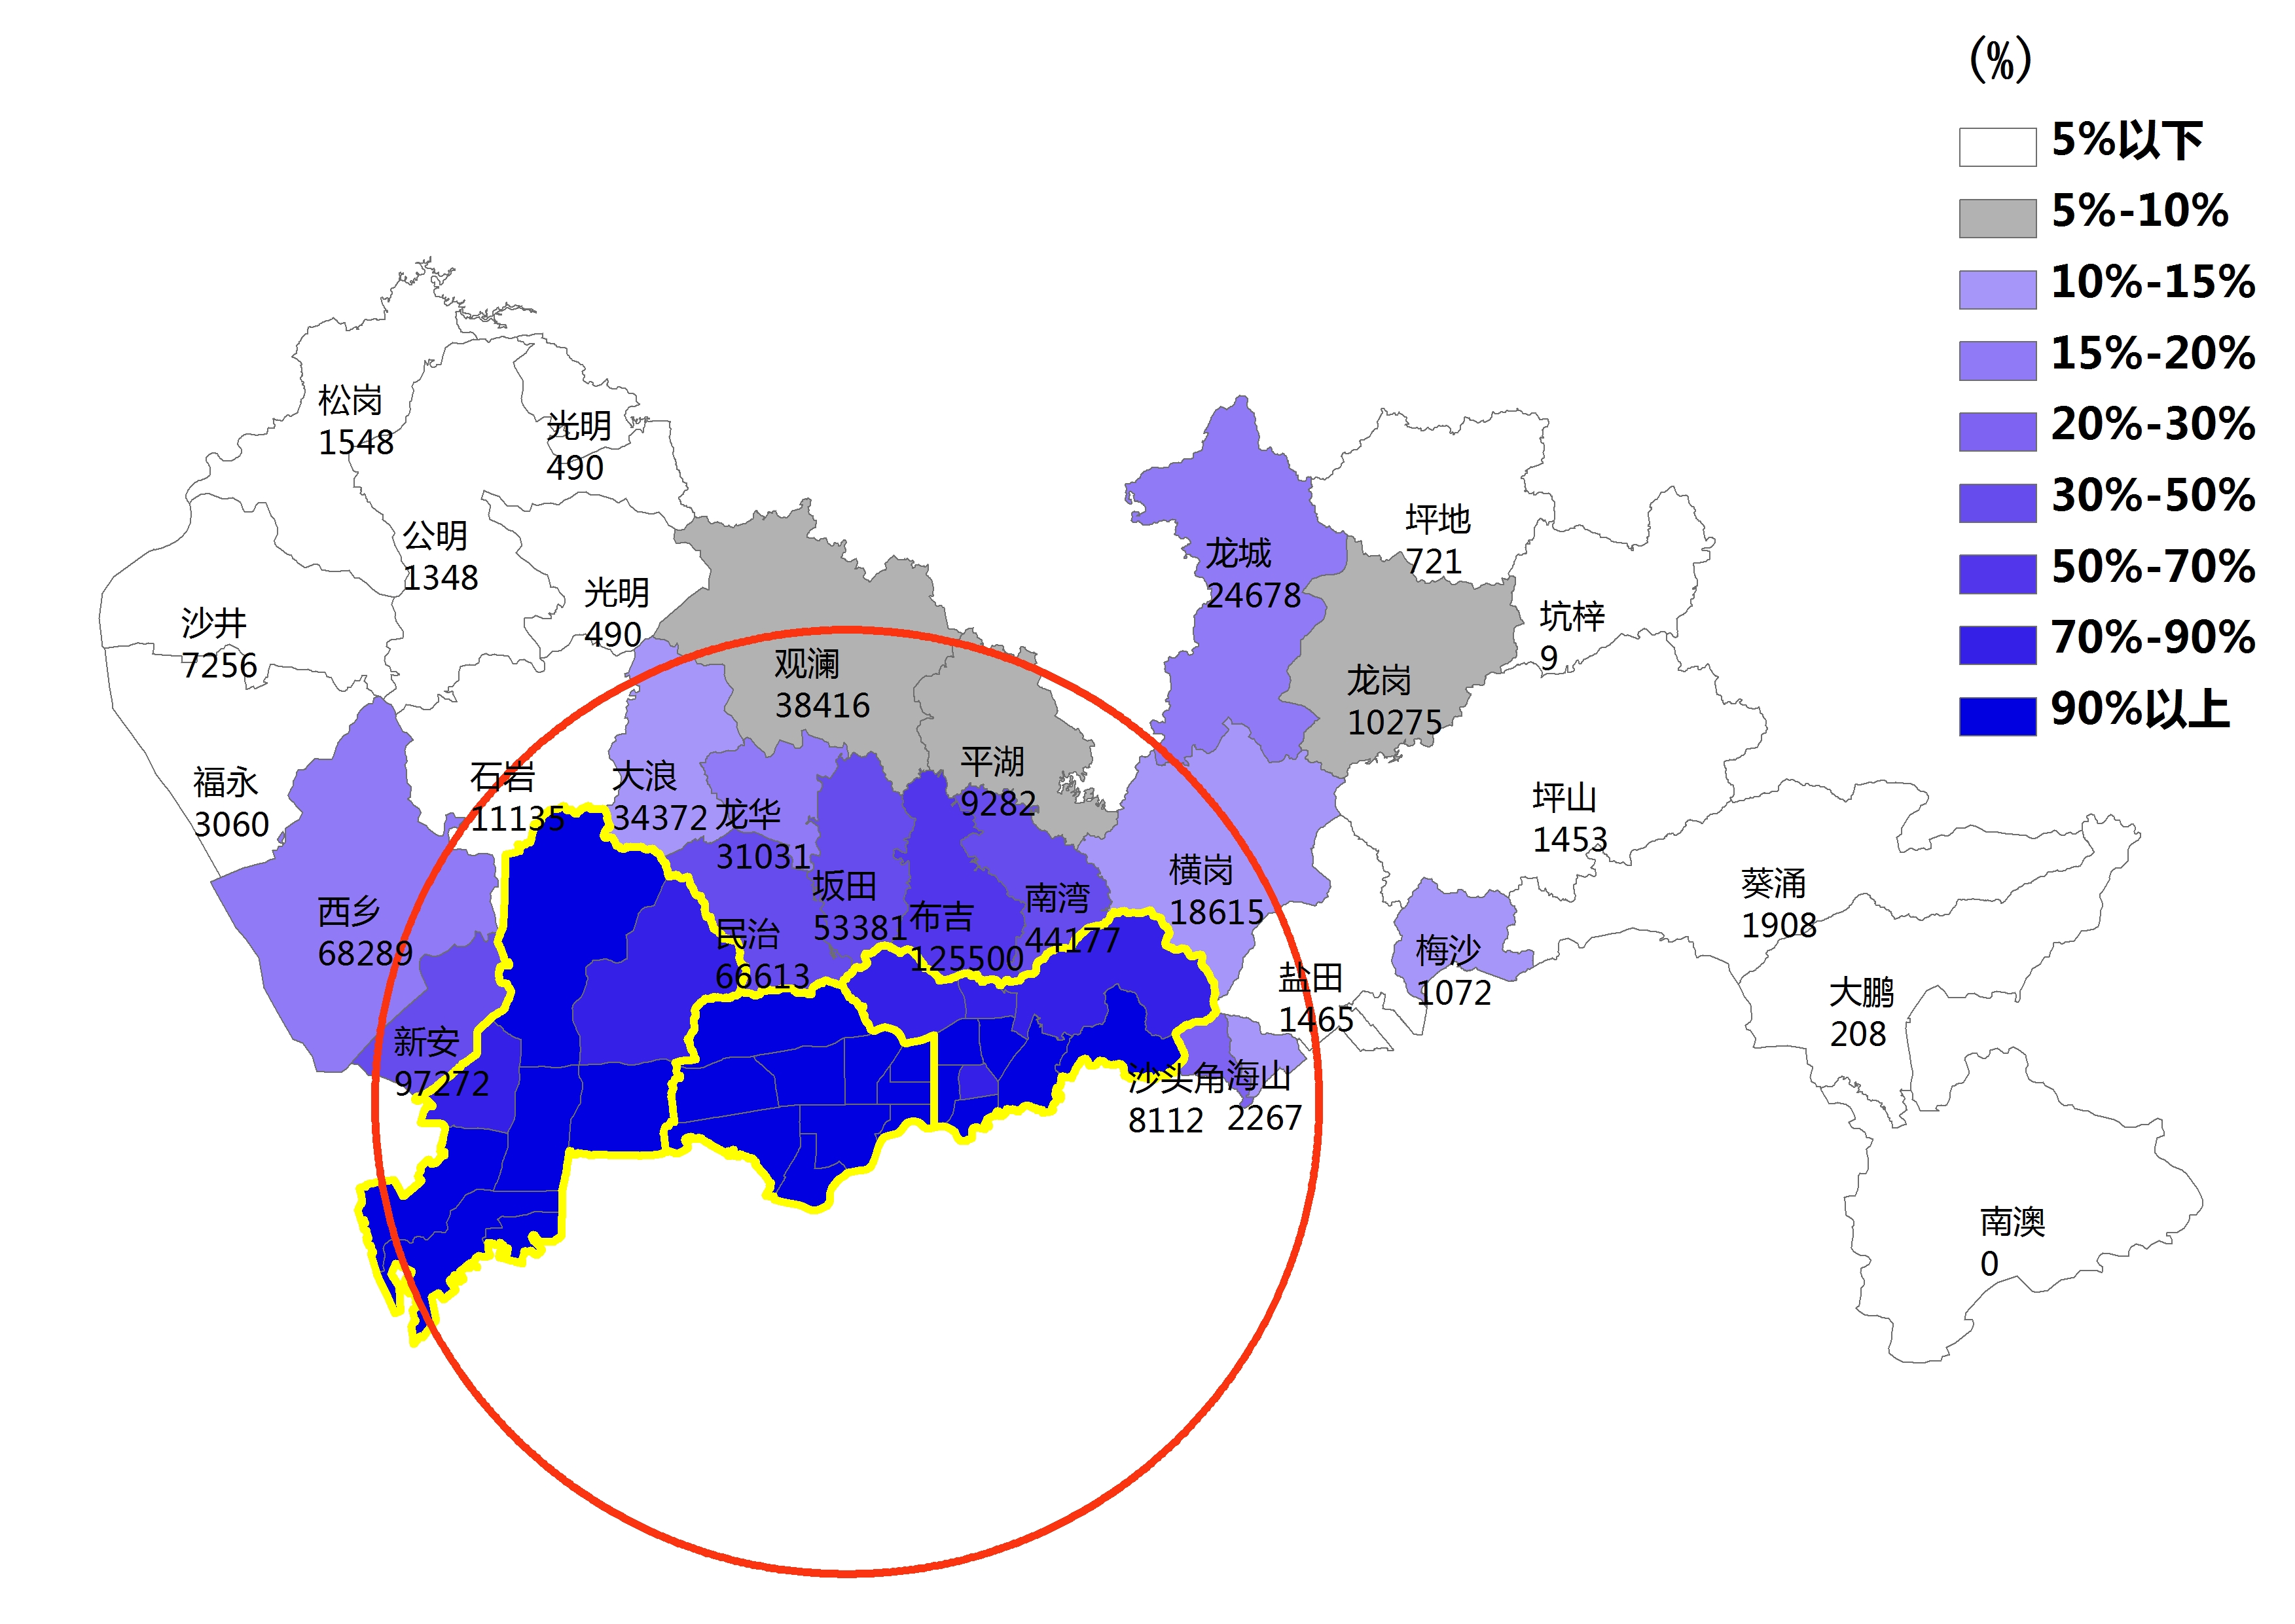 (%)
5%以下
5%-10%
10%-15%
15%-20%
20%-30%
30%-50%
50%-70%
70%-90%
90%以上
松岗
1548
光明
490
公明
1348
光明
490
沙井
7256
福永
3060
石岩
11135
大浪
34372
观澜
38416
平湖
9282
龙华
31031
坂田
53381
布吉
125500
南湾
44177
民治
66613
西乡
68289
新安
97272
龙城
24678
坪地
721
坑梓
9
龙岗
10275
横岗
18615
坪山
1453
盐田
1465
梅沙
1072
沙头角
8112
海山
2267
葵涌
1908
大鹏
208
南澳
0